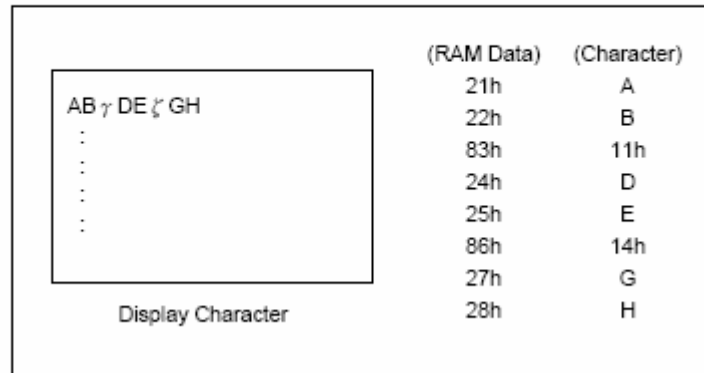 (RAM Data) (Character)
21h A
AB γ DE ζ GH
22h B
:
83h 11h
:
24h D
:
25h E
:
86h 14h
27h G
Display Character
28h H